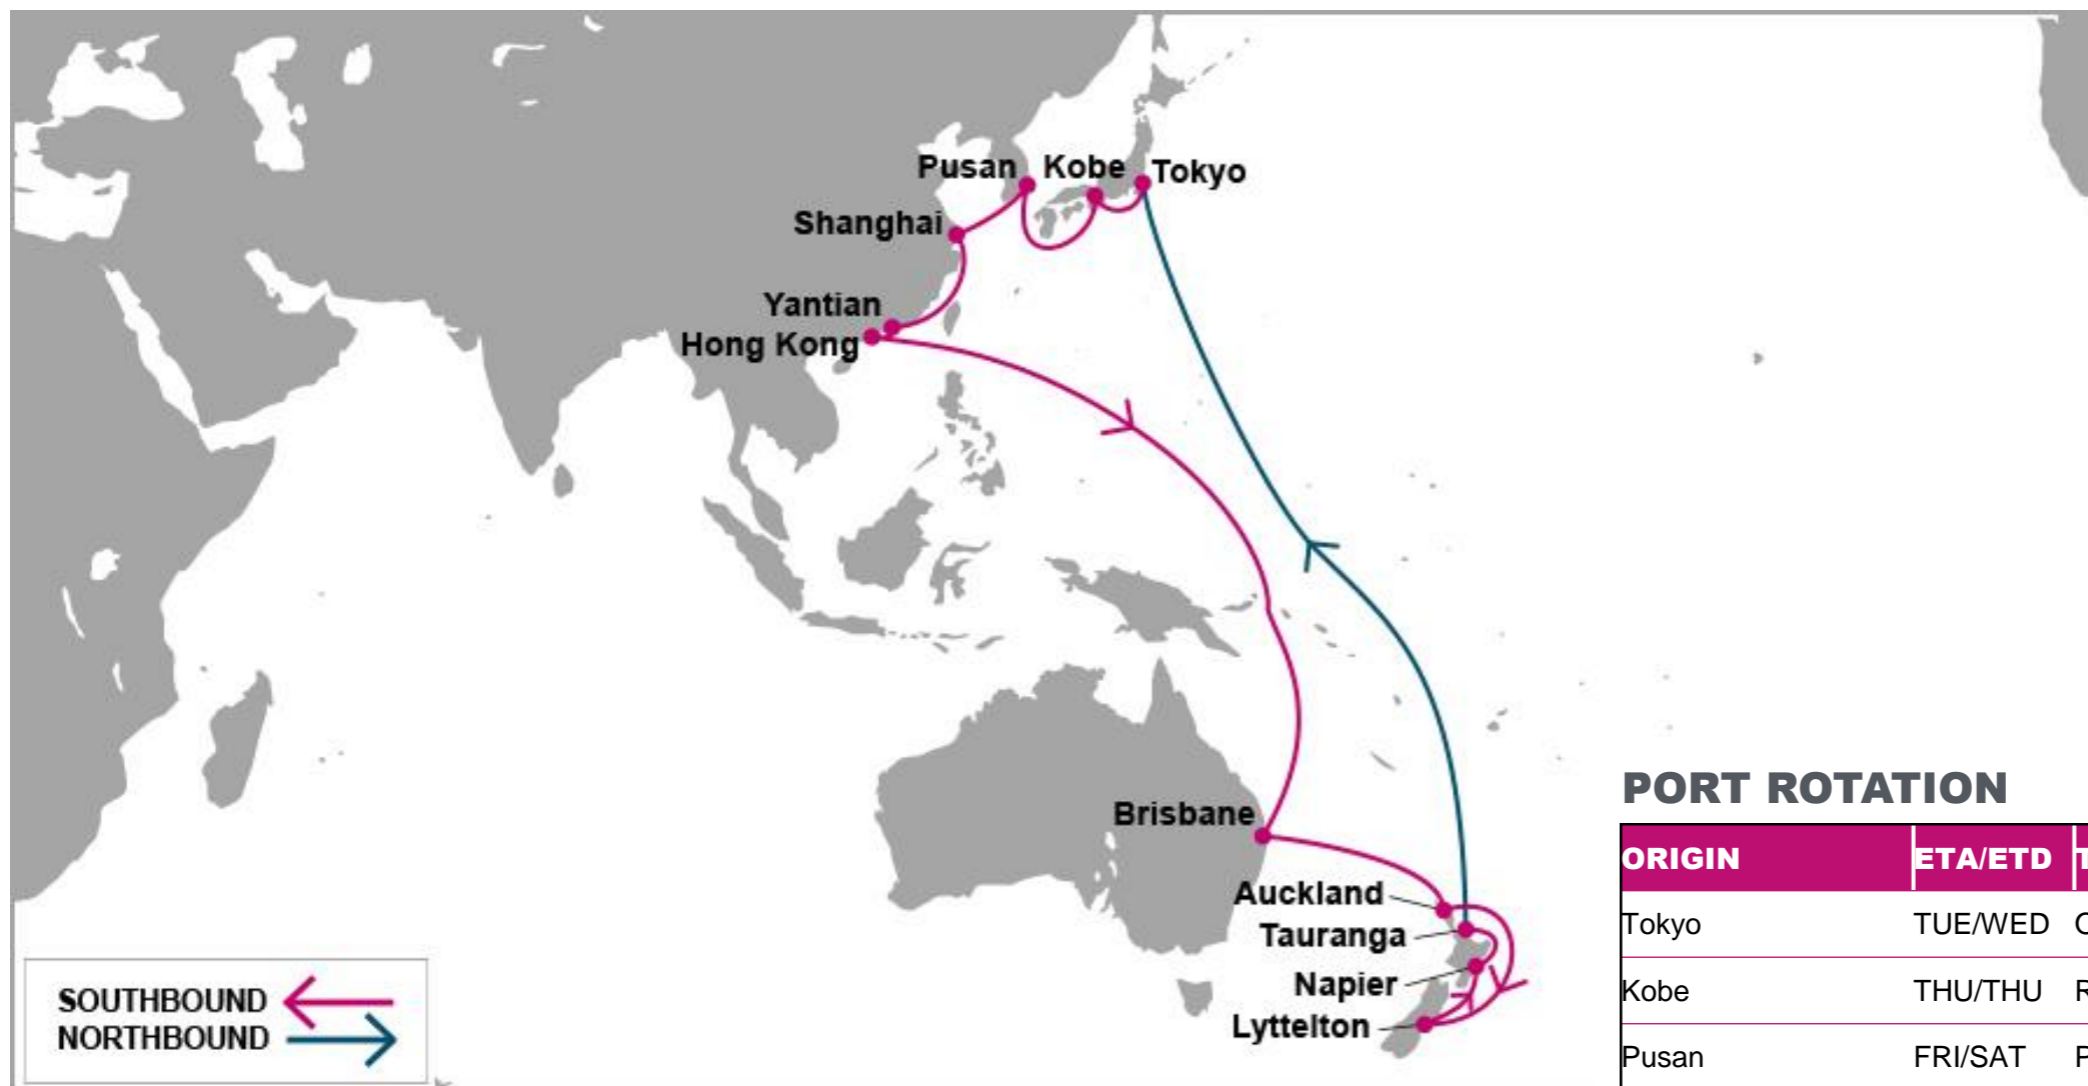 Pusan
Kobe
Tokyo
Shanghai
Yantian
Hong Kong
Brisbane
Auckland
Tauranga
Napier
Lyttelton
SOUTHBOUND
NORTHBOUND
PORT ROTATION
ORIGIN ETA/ETD
Tokyo TUE/WED
Kobe THU/THU
Pusan FRI/SAT